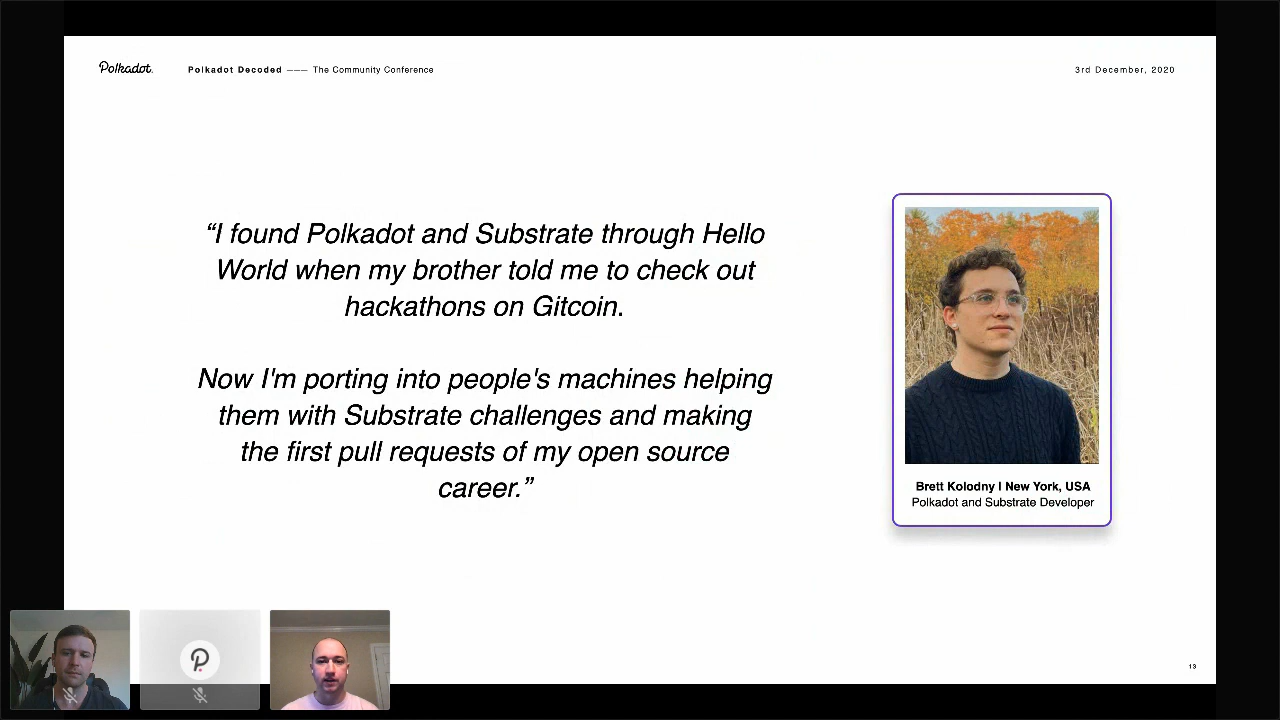 Polkadot.
Polkadot Decoded ——— The Community Conference
3rd December, 2020
“I found Polkadot and Substrate through Hello
World when my brother told me to check out
hackathons on Gitcoin.
Now I'm porting into people's machines helping
them with Substrate challenges and making
the first pull requests of my open source
career.”
Brett Kolodny I New York, USA
Polkadot and Substrate Developer
13